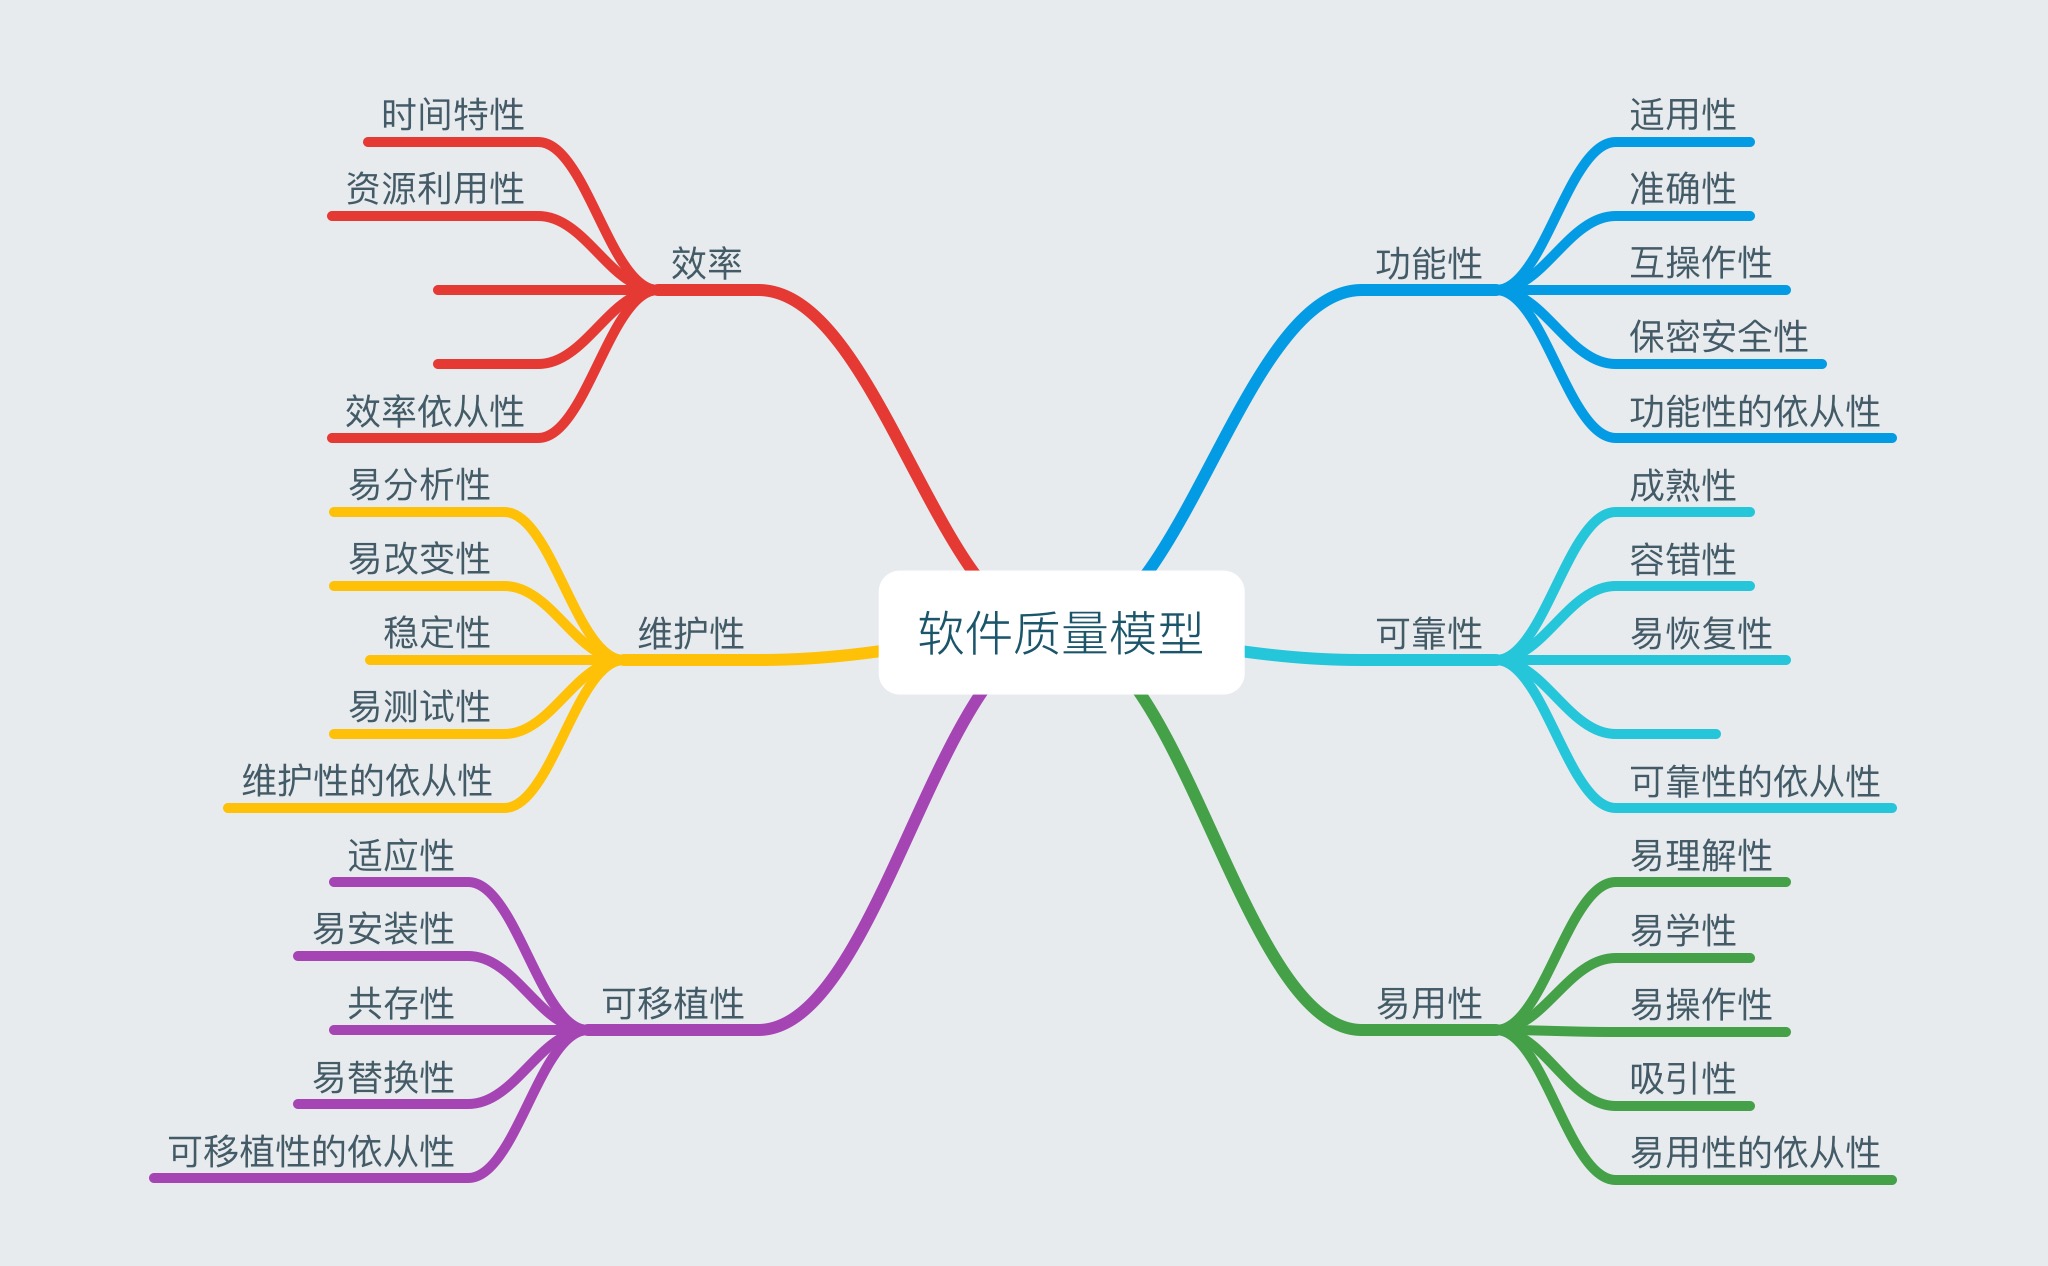 软件质量模型
功能性
适用性
准确性
互操作性
保密安全性
功能性的依从性
可靠性
成熟性
容错性
易恢复性
可靠性的依从性
易用性
易理解性
易学性
易操作性
吸引性
易用性的依从性
效率
时间特性
资源利用性
效率依从性
维护性
易分析性
易改变性
稳定性
易测试性
维护性的依从性
可移植性
适应性
易安装性
共存性
易替换性
可移植性的依从性